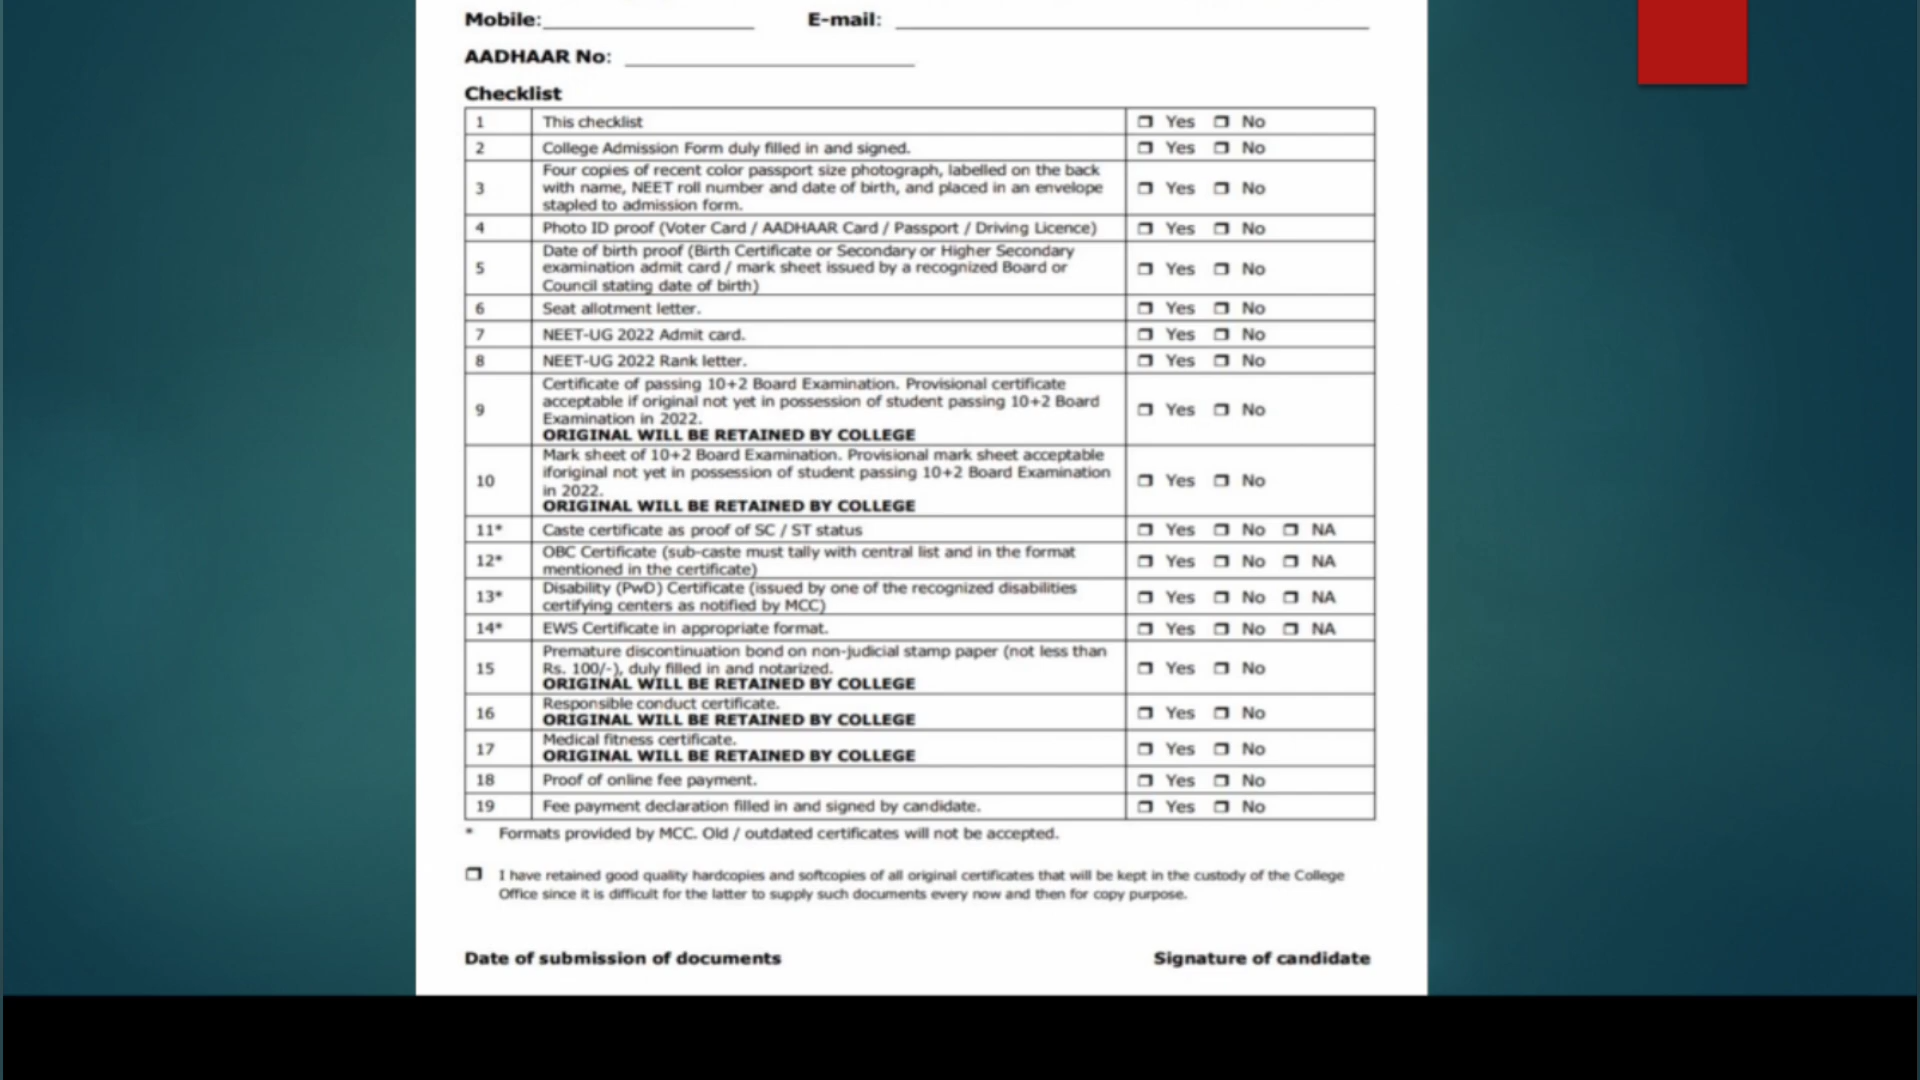 Mobile:____________ E-mail: ____________
AADHAAR No: ____________
Checklist
1 This checklist ❐ Yes ❐ No
2 College Admission Form duly filled in and signed. ❐ Yes ❐ No
3 Four copies of recent color passport size photograph, labelled on the back
with name, NEET roll number and date of birth, and placed in an envelope
stapled to admission form. ❐ Yes ❐ No
4 Photo ID proof (Voter Card / AADHAAR Card / Passport / Driving Licence) ❐ Yes ❐ No
5 Date of birth proof (Birth Certificate or Secondary or Higher Secondary
examination admit card / mark sheet issued by a recognized Board or
Council stating date of birth) ❐ Yes ❐ No
6 Seat allotment letter. ❐ Yes ❐ No
7 NEET-UG 2022 Admit card. ❐ Yes ❐ No
8 NEET-UG 2022 Rank letter. ❐ Yes ❐ No
9 Certificate of passing 10+2 Board Examination. Provisional certificate
acceptable if original not yet in possession of student passing 10+2 Board
Examination in 2022.
ORIGINAL WILL BE RETAINED BY COLLEGE ❐ Yes ❐ No
10 Mark sheet of 10+2 Board Examination. Provisional mark sheet acceptable
iforiginal not yet in possession of student passing 10+2 Board Examination
in 2022.
ORIGINAL WILL BE RETAINED BY COLLEGE ❐ Yes ❐ No
11* Caste certificate as proof of SC / ST status ❐ Yes ❐ No ❐ NA
12* OBC Certificate (sub-caste must tally with central list and in the format
mentioned in the certificate) ❐ Yes ❐ No ❐ NA
13* Disability (PwD) Certificate (issued by one of the recognized disabilities
certifying centers as notified by MCC) ❐ Yes ❐ No ❐ NA
14* EWS Certificate in appropriate format. ❐ Yes ❐ No ❐ NA
15 Premature discontinuation bond on non-judicial stamp paper (not less than
Rs. 100/-), duly filled in and notarized.
ORIGINAL WILL BE RETAINED BY COLLEGE ❐ Yes ❐ No
16 Responsible conduct certificate.
ORIGINAL WILL BE RETAINED BY COLLEGE ❐ Yes ❐ No
17 Medical fitness certificate.
ORIGINAL WILL BE RETAINED BY COLLEGE ❐ Yes ❐ No
18 Proof of online fee payment. ❐ Yes ❐ No
19 Fee payment declaration filled in and signed by candidate. ❐ Yes ❐ No
* Formats provided by MCC. Old / outdated certificates will not be accepted.
❐ I have retained good quality hardcopies and softcopies of all original certificates that will be kept in the custody of the College
Office since it is difficult for the latter to supply such documents every now and then for copy purpose.
Date of submission of documents Signature of candidate